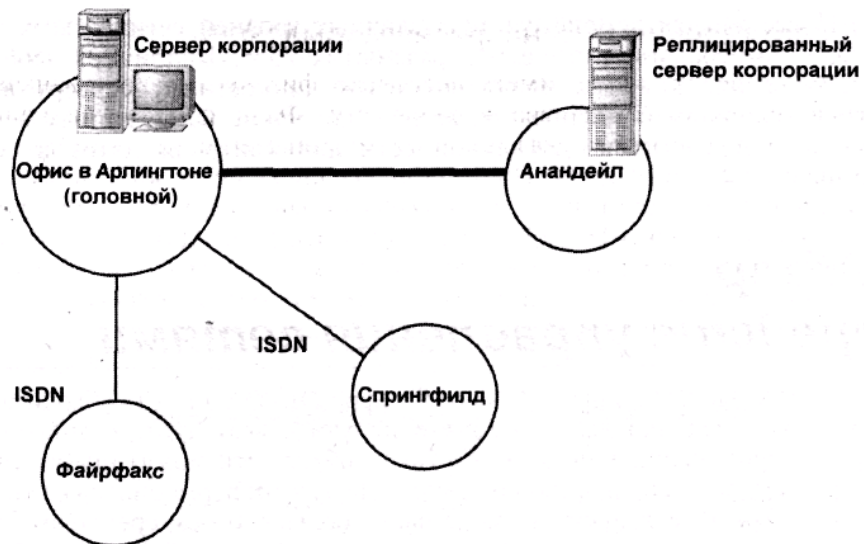 Сервер корпорации
Реплицированный
сервер корпорации
Офис в Арлингтоне
(головной)
Анандейл
ISDN
Спрингфилд
ISDN
Файрфакс